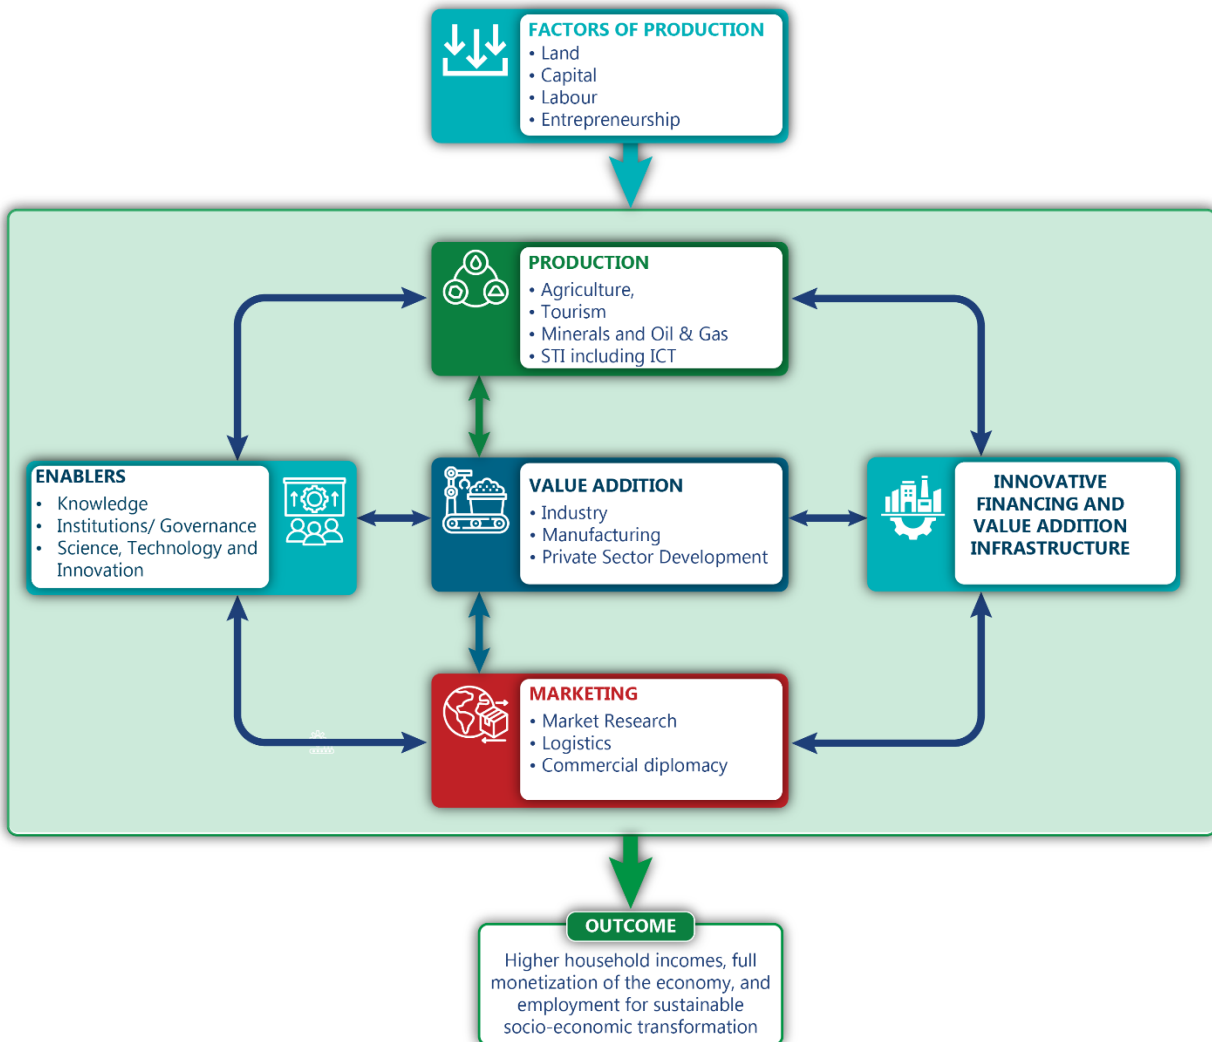 FACTORS OF PRODUCTION
• Land
• Capital
• Labour
• Entrepreneurship
PRODUCTION
• Agriculture,
• Tourism
• Minerals and Oil & Gas
• STI including ICT
ENABLERS
• Knowledge
• Institutions/ Governance
• Science, Technology and
Innovation
VALUE ADDITION
• Industry
• Manufacturing
• Private Sector Development
INNOVATIVE
FINANCING AND
VALUE ADDITION
INFRASTRUCTURE
MARKETING
• Market Research
• Logistics
• Commercial diplomacy
OUTCOME
Higher household incomes, full
monetization of the economy, and
employment for sustainable
socio-economic transformation